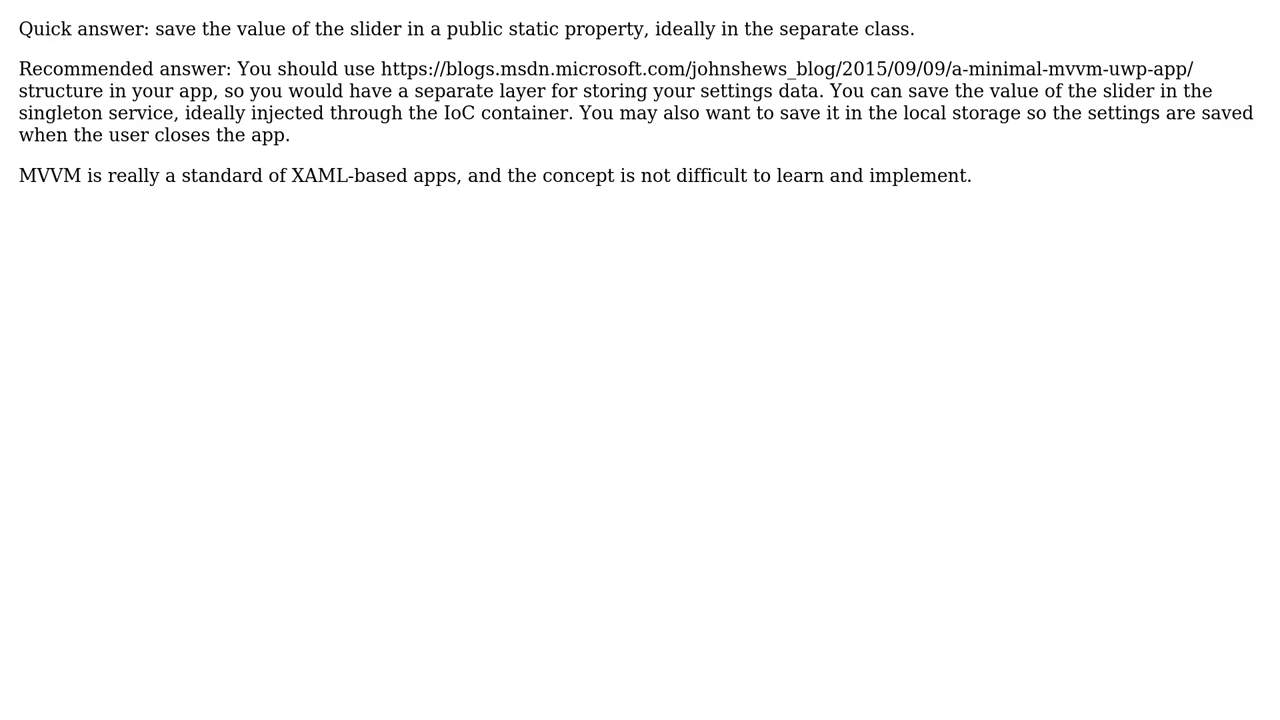 Quick answer: save the value of the slider in a public static property, ideally in the separate class.
Recommended answer: You should use https://blogs.msdn.microsoft.com/johnshews_blog/2015/09/09/a-minimal-mvvm-uwp-app/
structure in your app, so you would have a separate layer for storing your settings data. You can save the value of the slider in the
singleton service, ideally injected through the IoC container. You may also want to save it in the local storage so the settings are saved
when the user closes the app.
MVVM is really a standard of XAML-based apps, and the concept is not difficult to learn and implement.